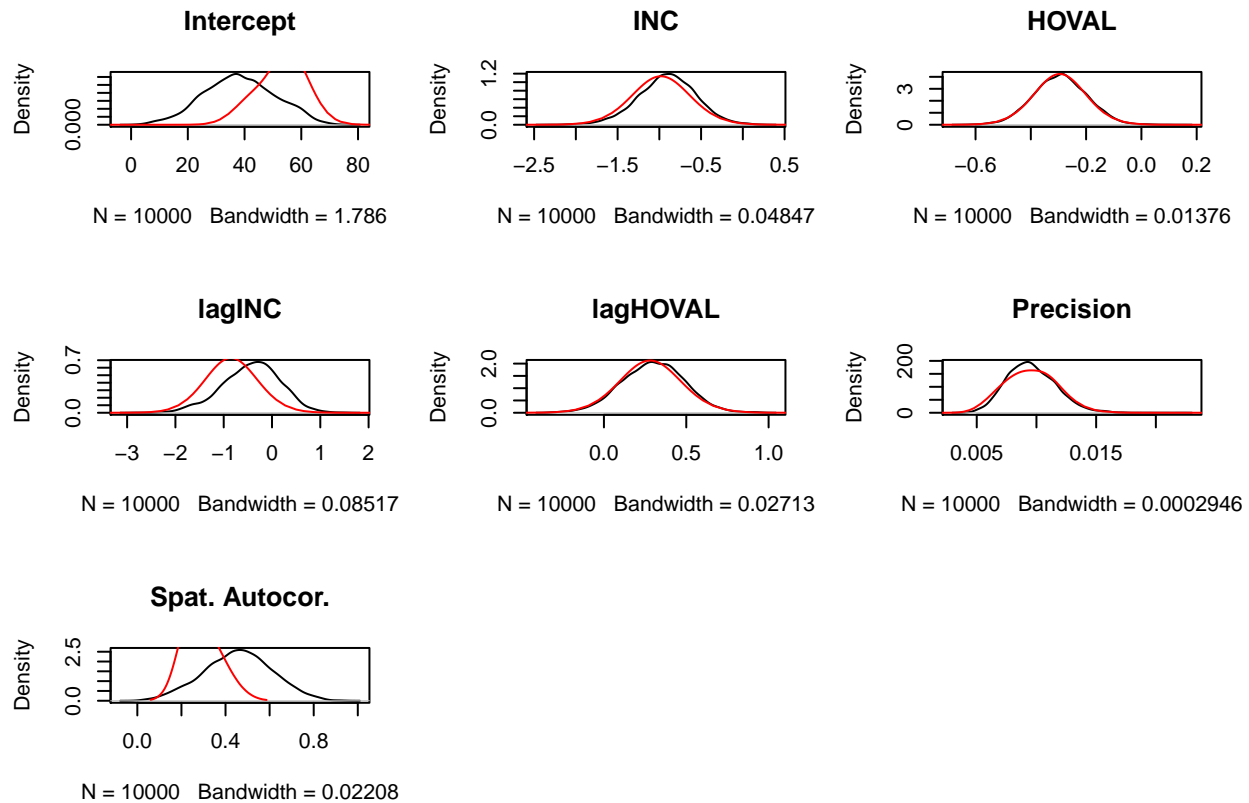 Intercept
Density
0.000
0 20 40 60 80
N = 10000 Bandwidth = 1.786
INC
Density
0.0 1.2
−2.5 −1.5 −0.5 0.5
N = 10000 Bandwidth = 0.04847
HOVAL
Density
0 3
−0.6 −0.2 0.0 0.2
N = 10000 Bandwidth = 0.01376
lagINC
Density
0.0 0.7
−3 −2 −1 0 1 2
N = 10000 Bandwidth = 0.08517
lagHOVAL
Density
0.0 2.0
0.0 0.5 1.0
N = 10000 Bandwidth = 0.02713
Precision
Density
0 200
0.005 0.015
N = 10000 Bandwidth = 0.0002946
Spat. Autocor.
Density
0.0 2.5
0.0 0.4 0.8
N = 10000 Bandwidth = 0.02208